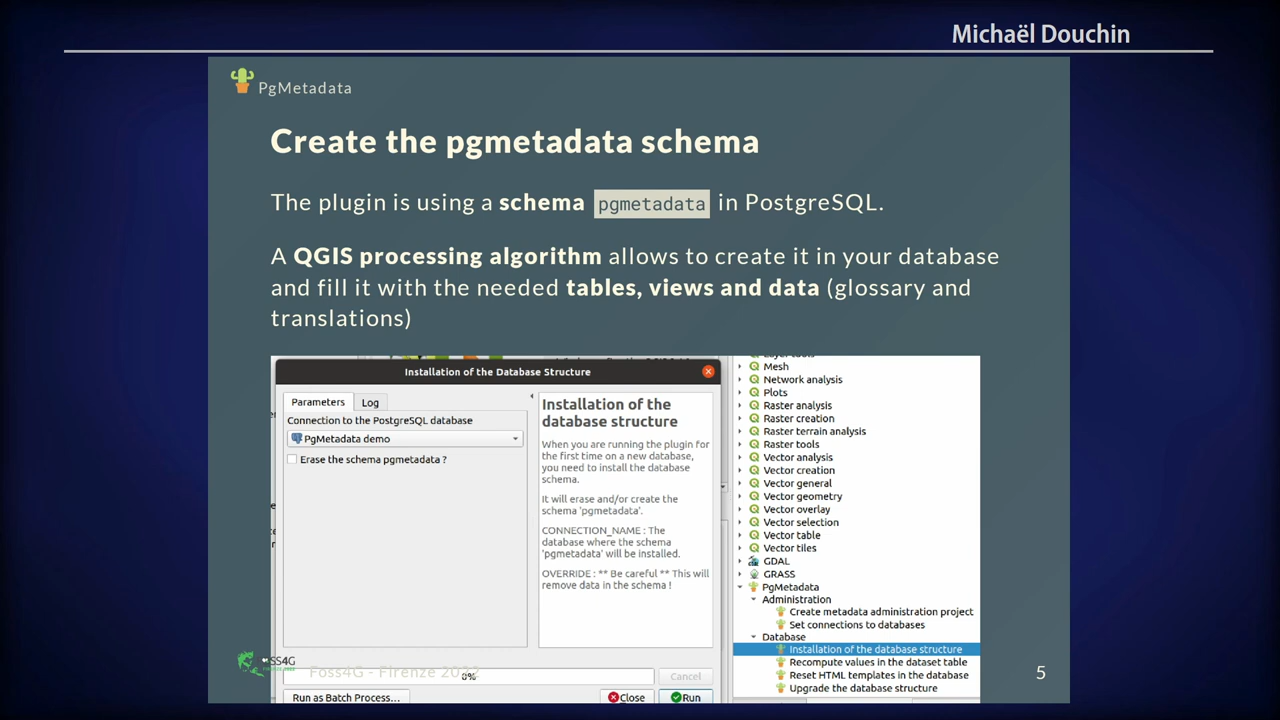 Michaël Douchin
PgMetadata
Create the pgmetadata schema
The plugin is using a schema pgmetadata in PostgreSQL.
A QGIS processing algorithm allows to create it in your database
and fill it with the needed tables, views and data (glossary and
translations)
Installation of the Database Structure
Parameters
Log
Connection to the PostgreSQL database
PgMetadata demo
Erase the schema pgmetadata ?
Installation of the
database structure
When you are running the plugin for
the first time on a new database,
you need to install the database
schema.
It will erase and/or create the
schema 'pgmetadata'.
CONNECTION_NAME : The
database where the schema
'pgmetadata' will be installed.
OVERRIDE : ** Be careful ** This will
remove data in the schema !
0%
Cancel
Run as Batch Process...
Close
Run
Mesh
Network analysis
Plots
Raster analysis
Raster creation
Raster terrain analysis
Raster tools
Vector analysis
Vector creation
Vector general
Vector geometry
Vector overlay
Vector selection
Vector table
Vector tiles
GDAL
GRASS
PgMetadata
Administration
Create metadata administration project
Set connections to databases
Database
Installation of the database structure
Recompute values in the dataset table
Reset HTML templates in the database
Upgrade the database structure
Foss4G - Firenze 2022
5